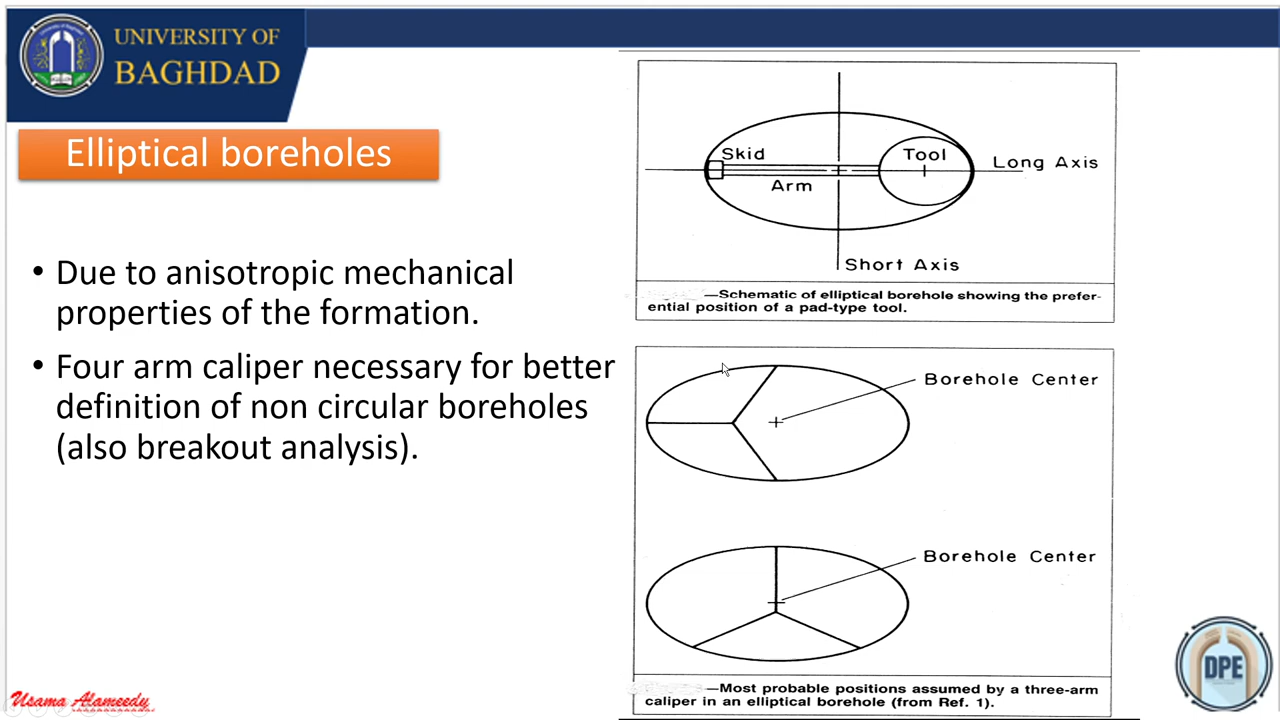 UNIVERSITY OF
BAGHDAD
Elliptical boreholes
• Due to anisotropic mechanical
properties of the formation.
• Four arm caliper necessary for better
definition of non circular boreholes
(also breakout analysis).
Skid
Tool
Arm
Long Axis
Short Axis
—Schematic of elliptical borehole showing the prefer-
ential position of a pad-type tool.
Borehole Center
Borehole Center
—Most probable positions assumed by a three-arm
caliper in an elliptical borehole (from Ref. 1).
Usama Alameedy
DPE